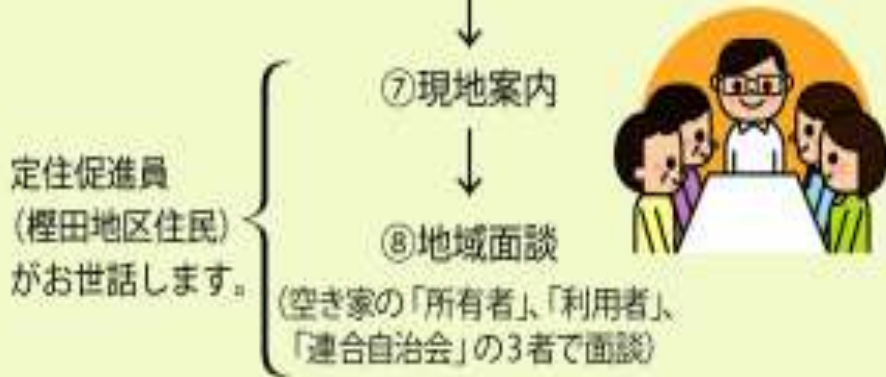 ⑦現地案内
定住促進員
(樫田地区住民)
がお世話します。
⑧地域面談
(空き家の「所有者」、「利用者」、
「連合自治会」の3者で面談)